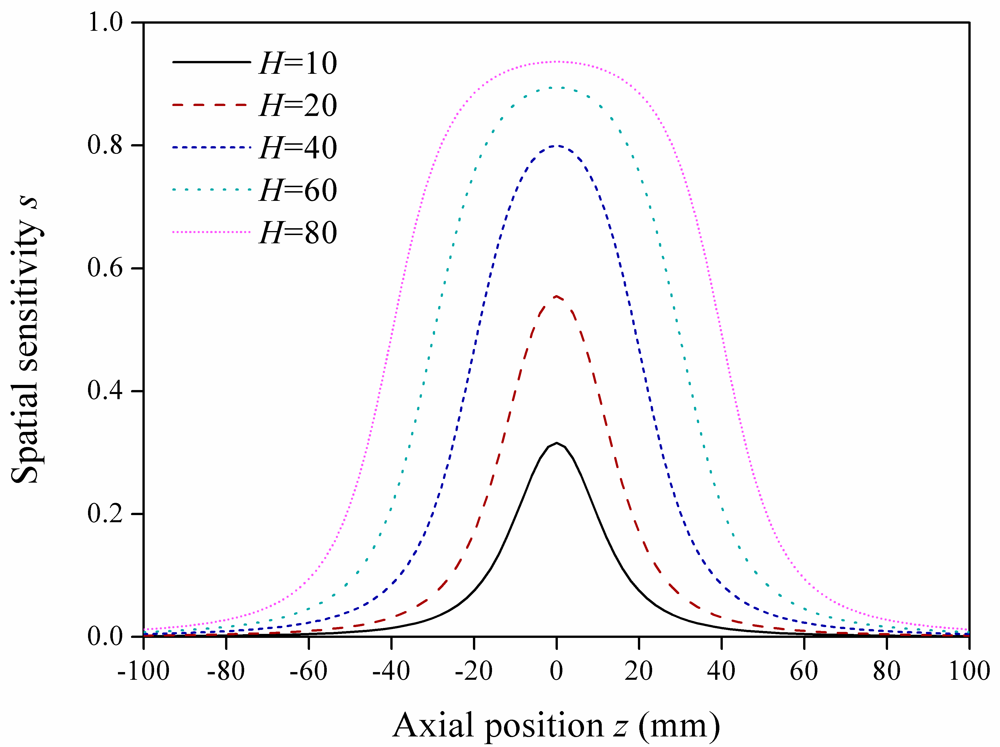 Spatial sensitivity s
1.0
0.8
0.6
0.4
0.2
0.0
H=10
H=20
H=40
H=60
H=80
-100 -80 -60 -40 -20 0 20 40 60 80 100
Axial position z (mm)